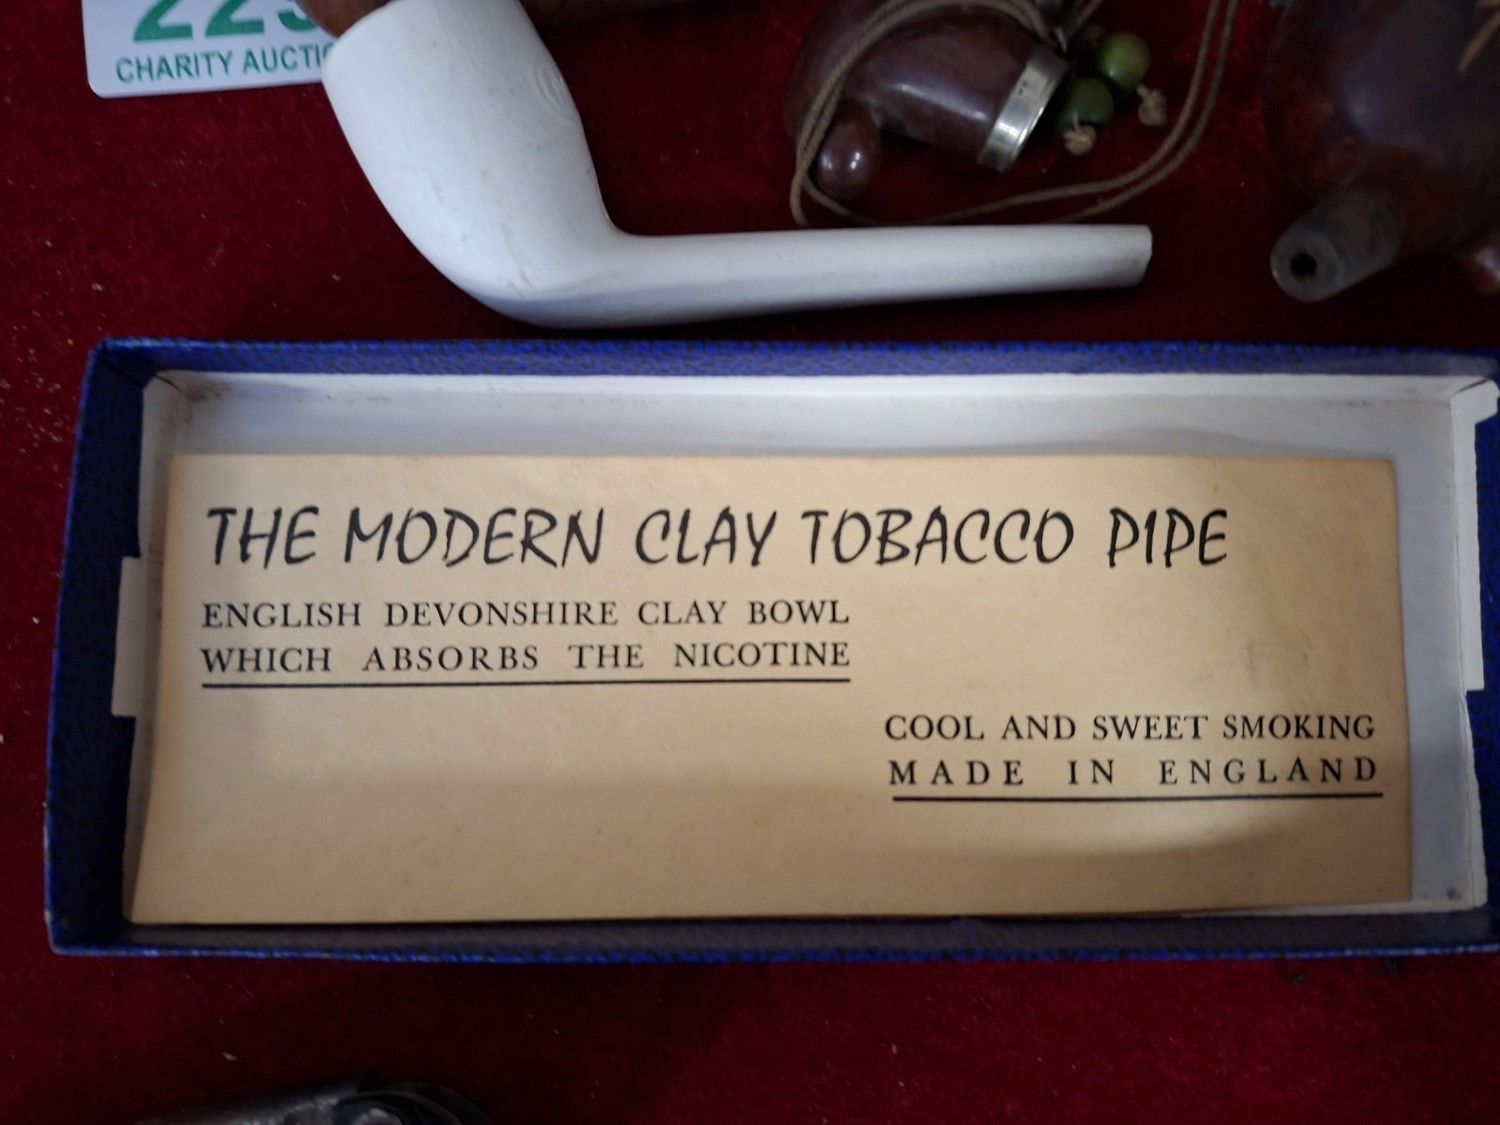 CHARITY
THE MODERN CLAY TOBACCO PIPE
ENGLISH DEVONSHIRE CLAY BOWL
WHICH ABSORBS THE NICOTINE
COOL AND SWEET SMOKING
MADE IN ENGLAND